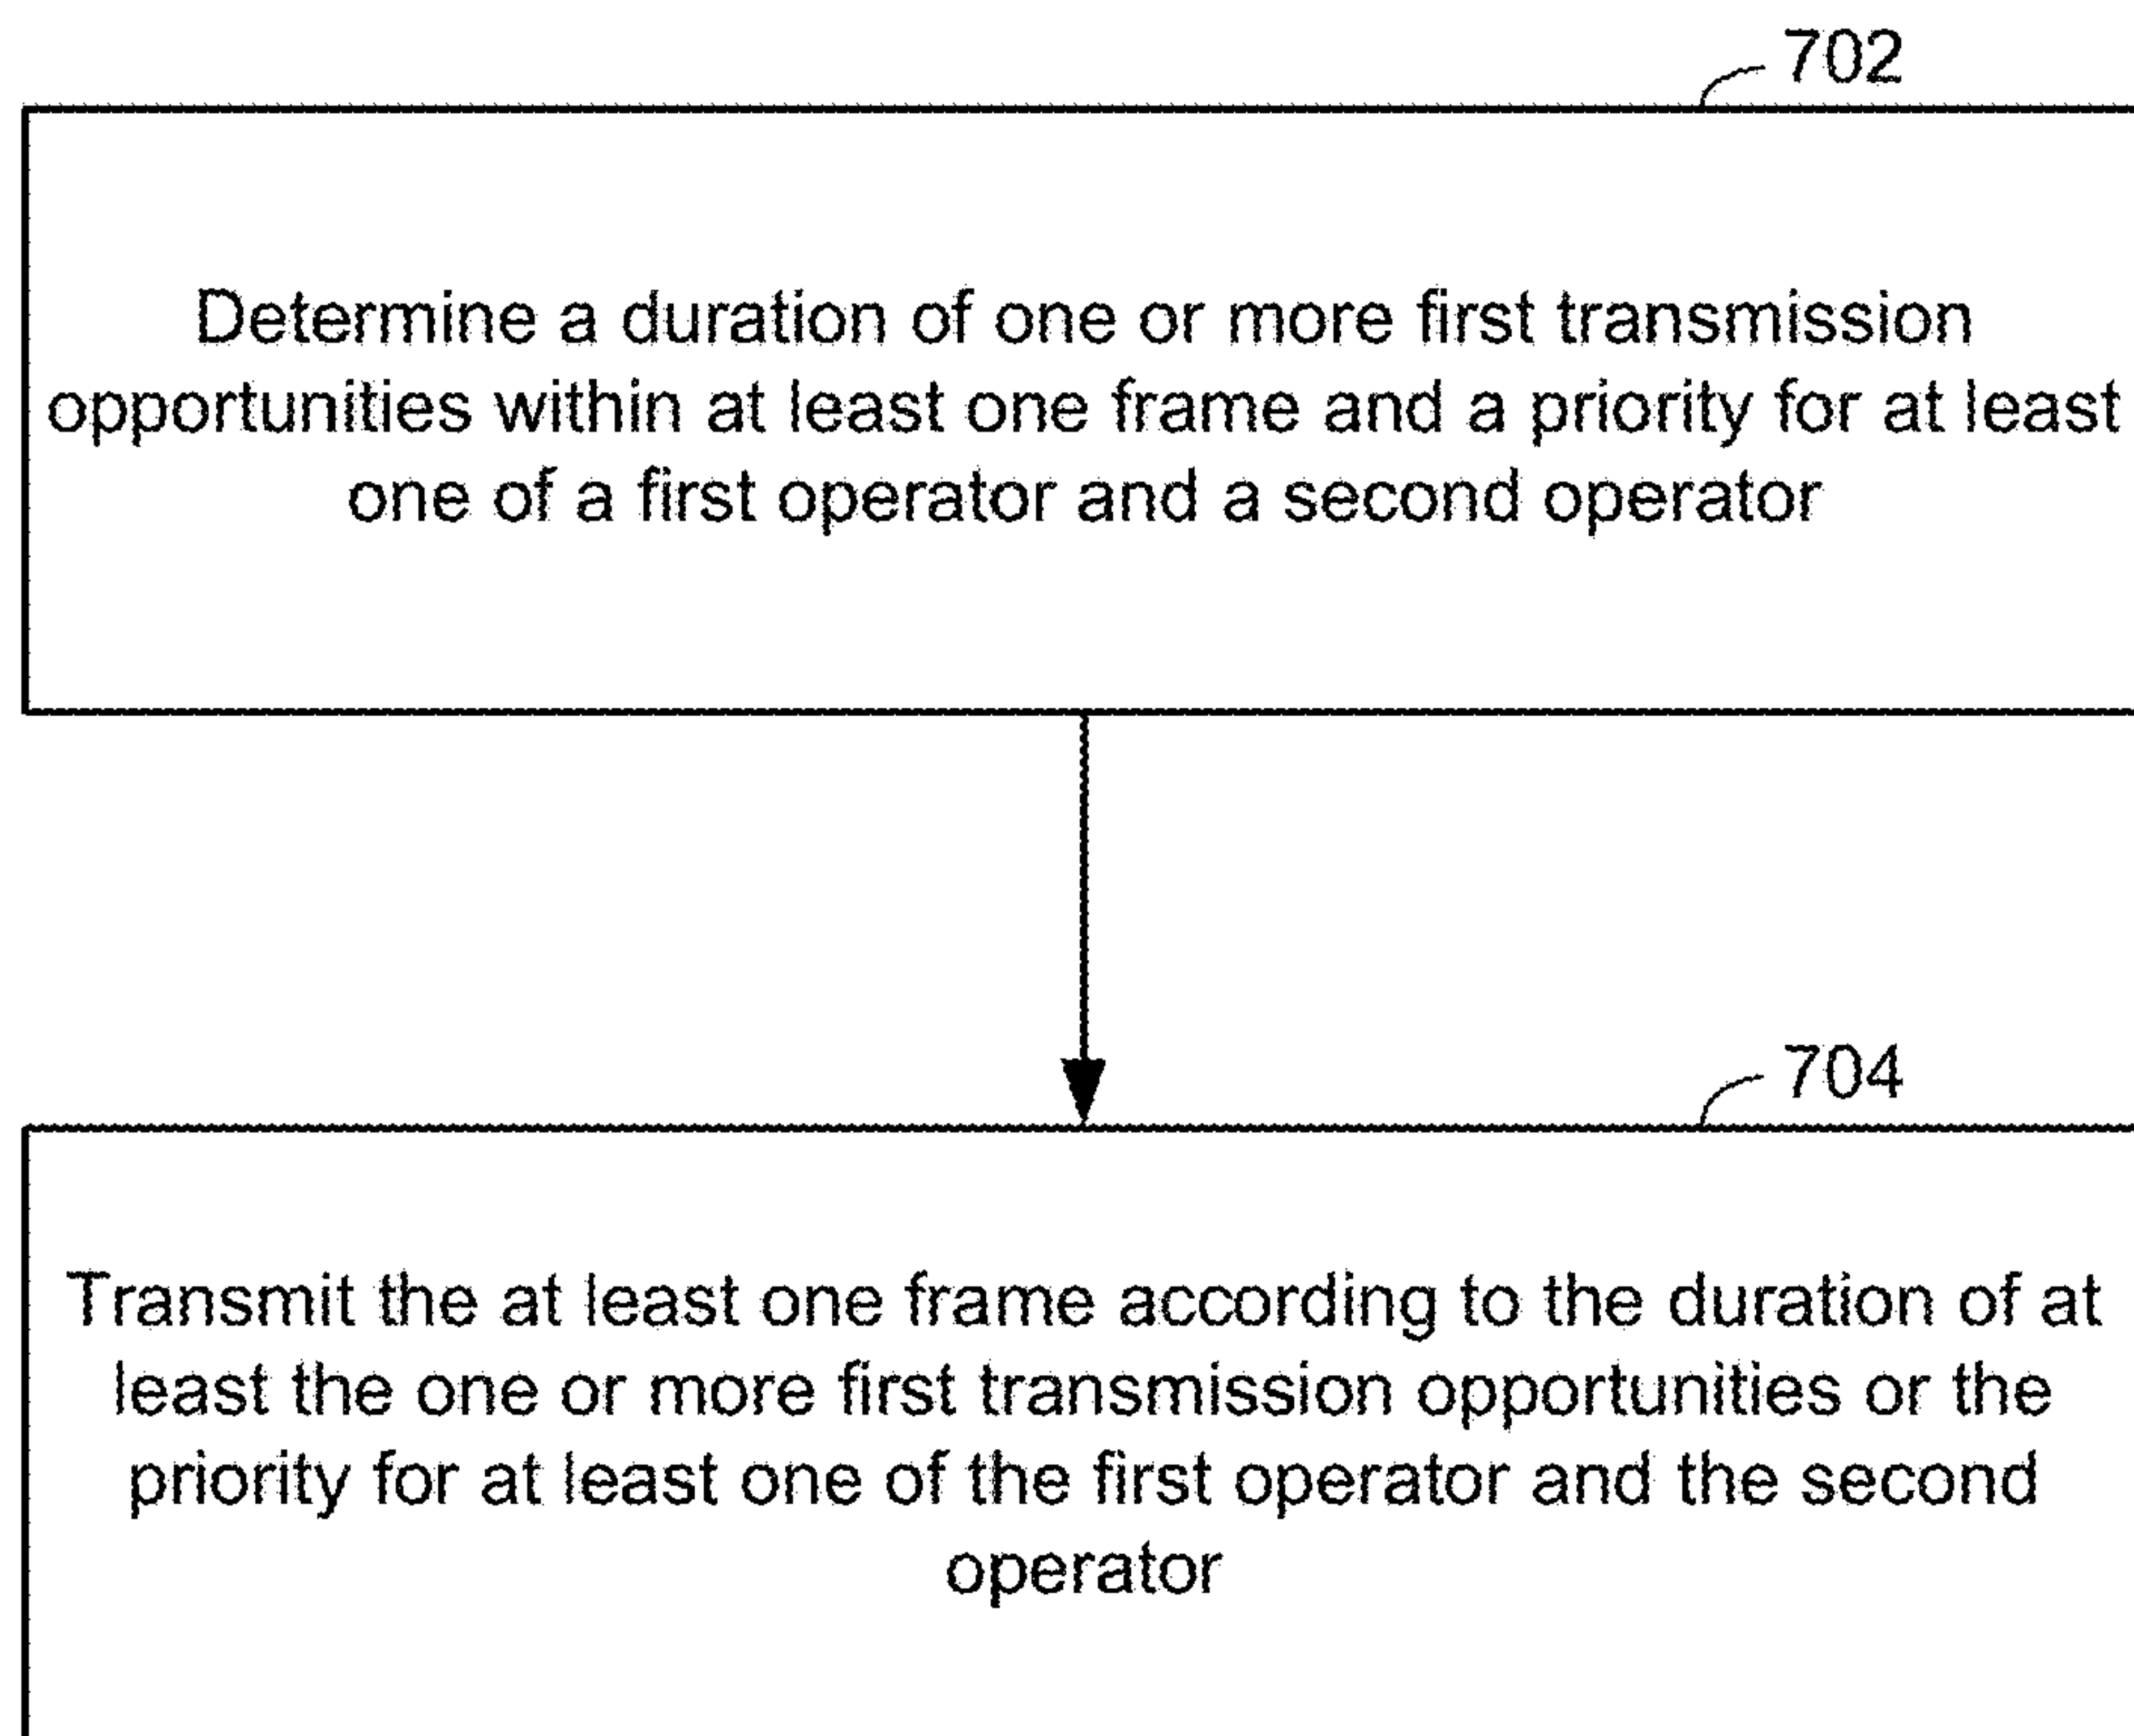 702
Determine a duration of one or more first transmission
opportunities within at least one frame and a priority for at least
one of a first operator and a second operator
704
Transmit the at least one frame according to the duration of at
least the one or more first transmission opportunities or the
priority for at least one of the first operator and the second
operator